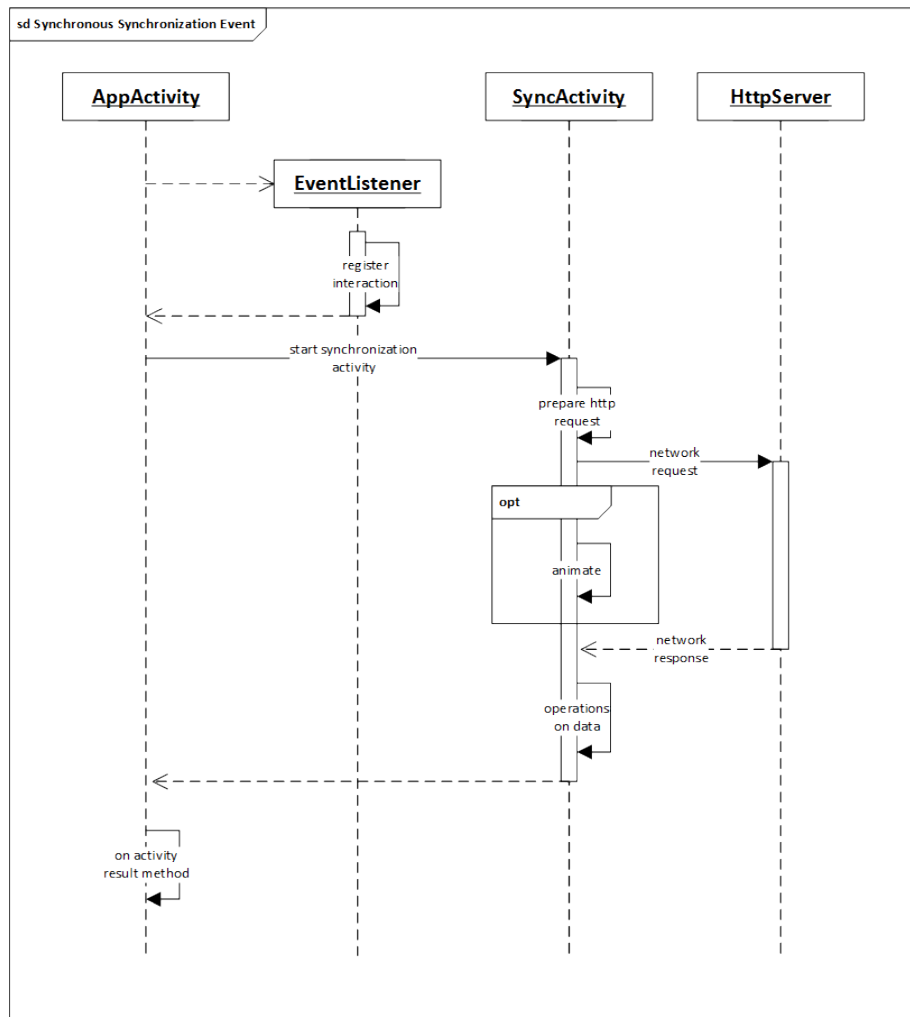 sd Synchronous Synchronization Event
AppActivity
SyncActivity
HttpServer
EventListener
register
interaction
start synchronization
activity
prepare http
request
network
request
opt
animate
network
response
operations
on data
on activity
result method